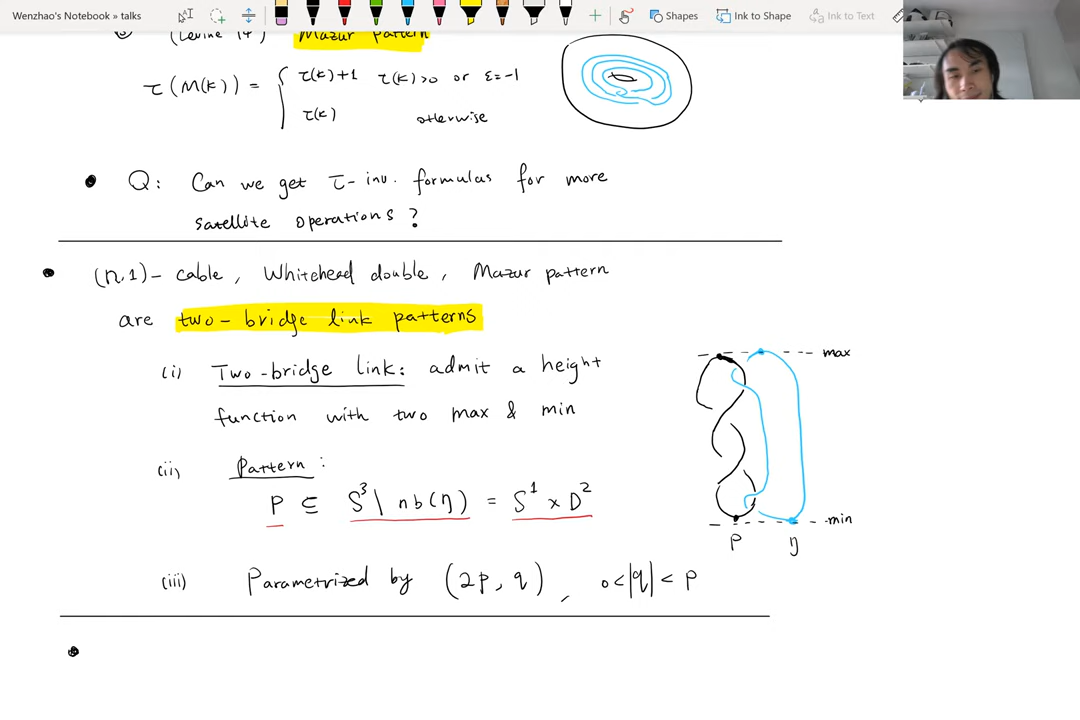 Wenzhao's Notebook » talks
Shapes
Ink to Shape
Ink to Text
(Levine 14) Mazur pattern
τ(M(K)) = { τ(K)+1 τ(K)>0 or ε=-1
τ(K) otherwise
• Q: Can we get τ-inv. formulas for more
satellite operations?
• (n,1)-cable, Whitehead double, Mazur pattern
are two-bridge link patterns
(i) Two-bridge link: admit a height
function with two max & min
(ii) Pattern:
P ⊆ S³ \ nb(η) = S¹ × D²
(iii) Parametrized by (2p, q), 0<|q|<p
max
min
P η
•